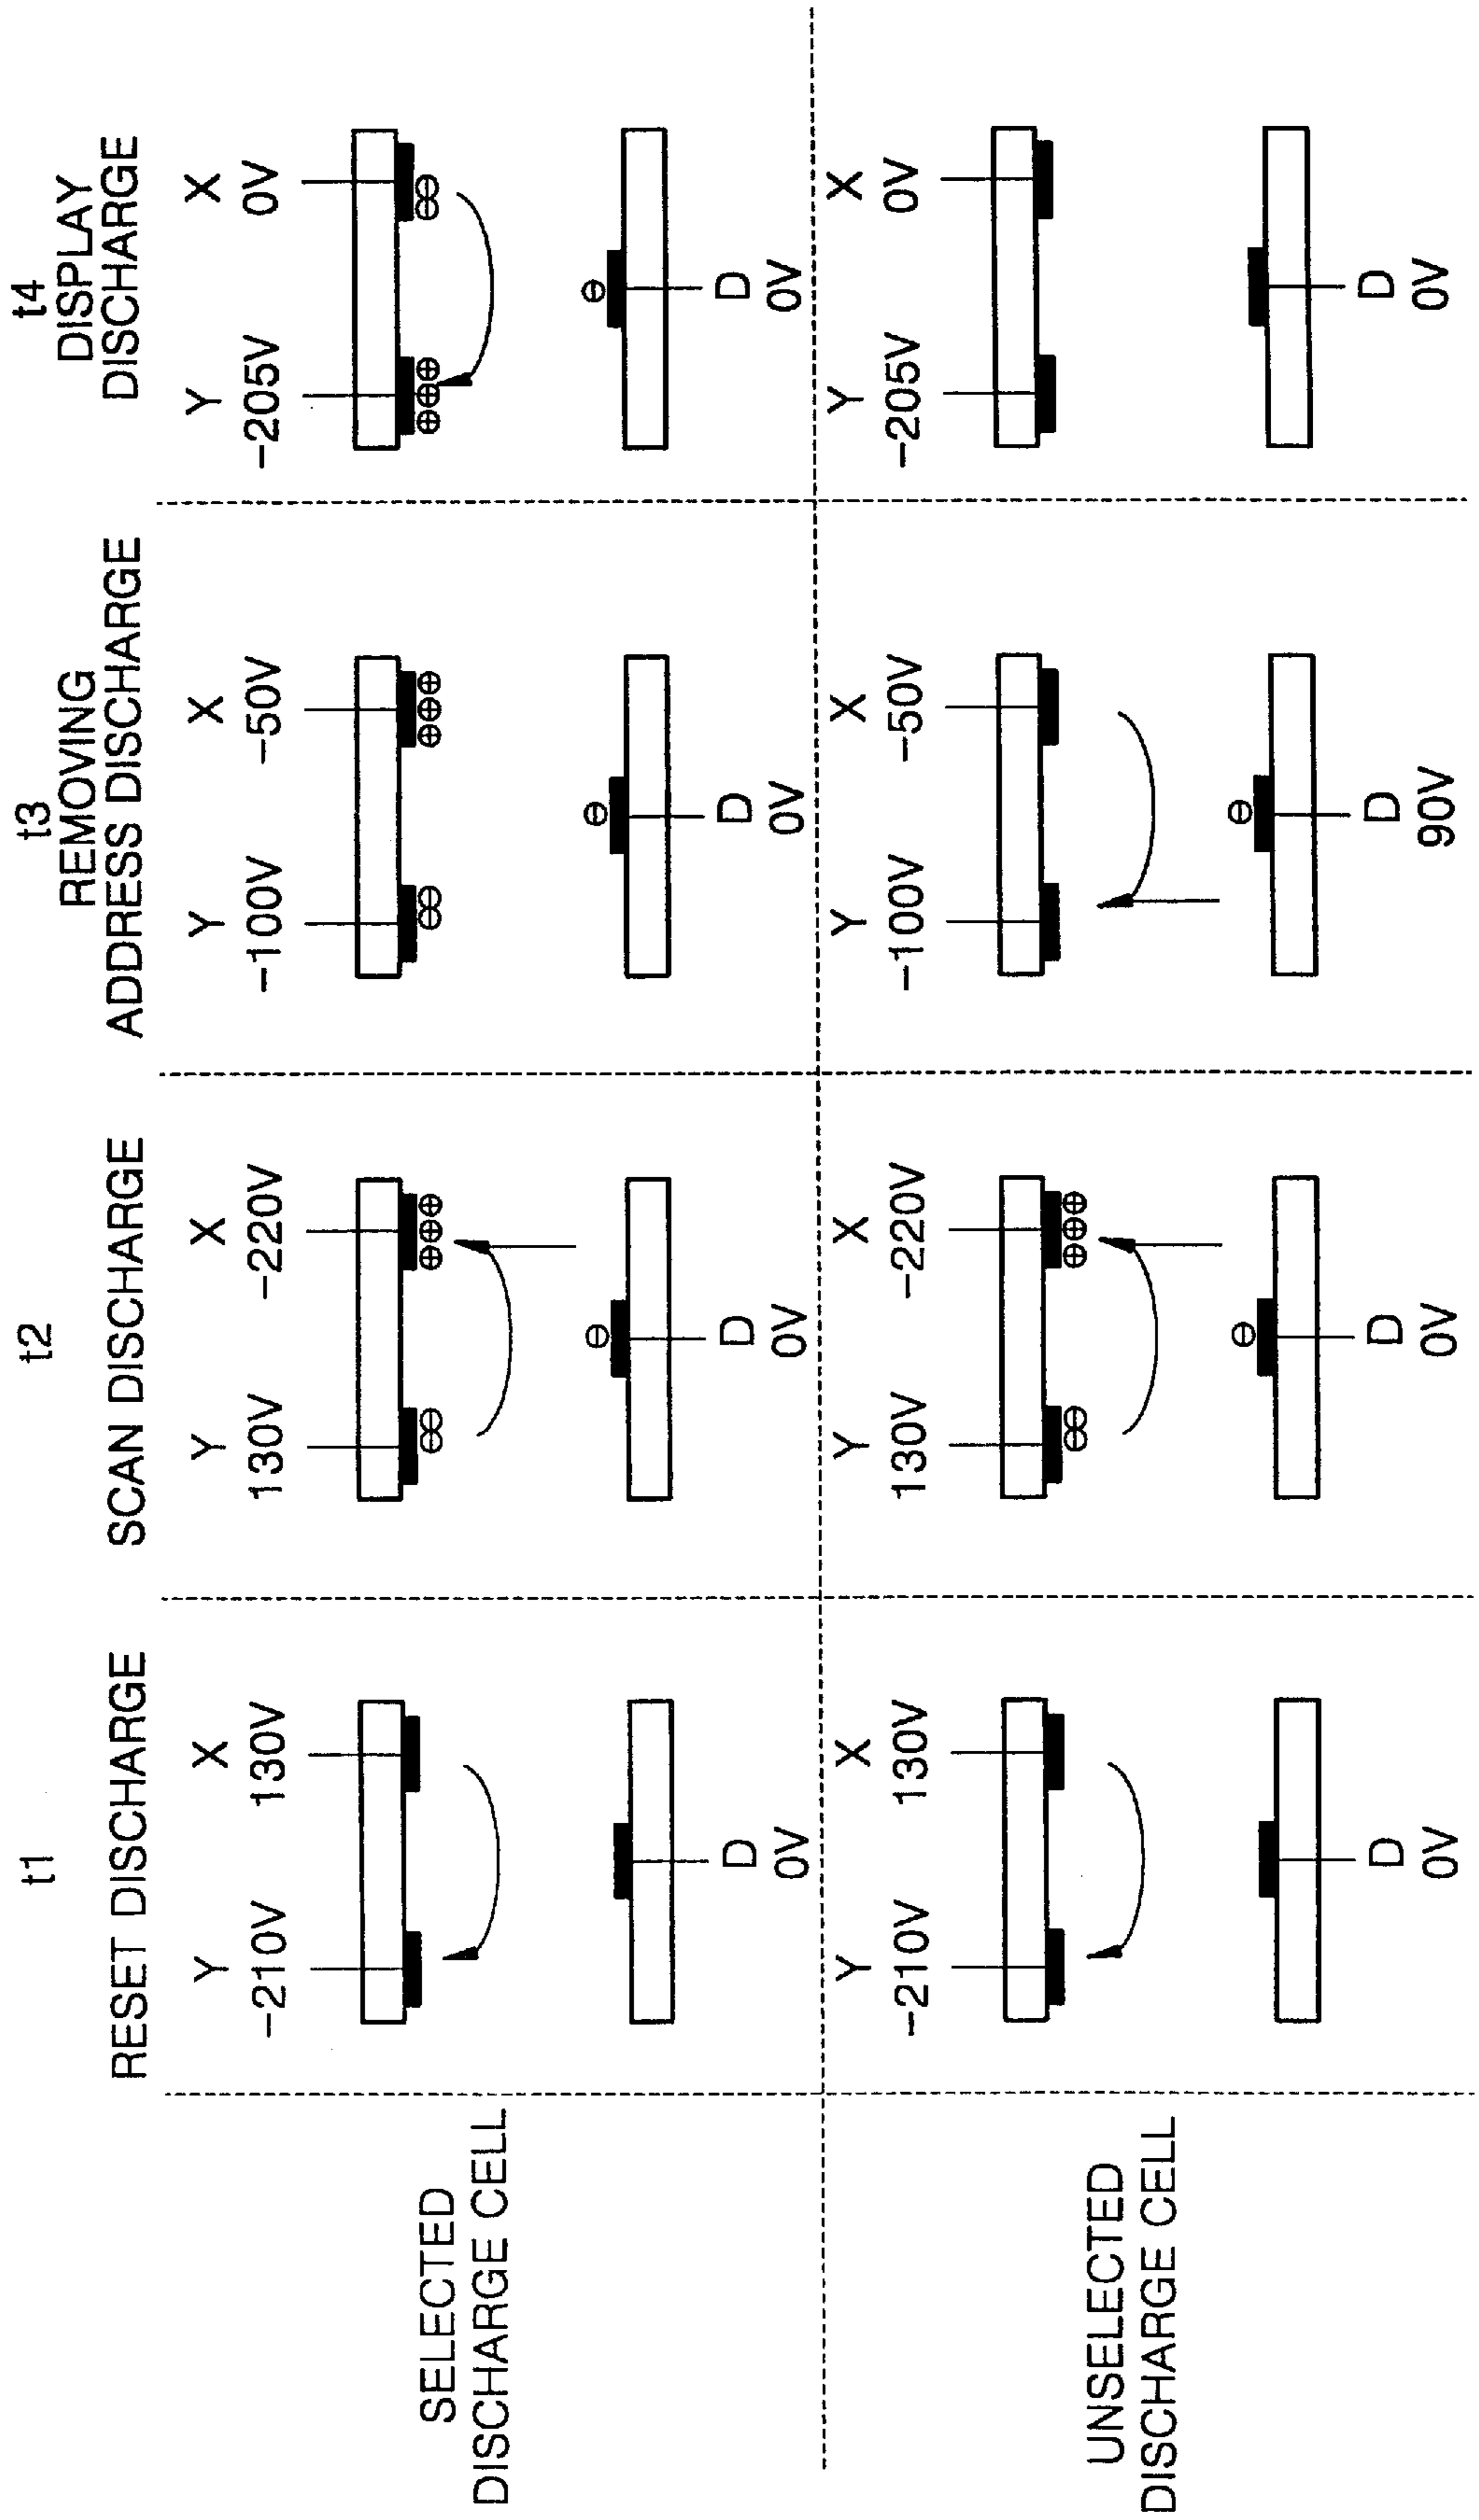 t1
RESET DISCHARGE
t2
SCAN DISCHARGE
t3
REMOVING
ADDRESS DISCHARGE
t4
DISPLAY
DISCHARGE
SELECTED
DISCHARGE CELL
Y X
-210V 130V
D
0V
Y X
130V -220V
D
0V
Y X
-100V -50V
D
0V
Y X
-205V 0V
D
0V
UNSELECTED
DISCHARGE CELL
Y X
-210V 130V
D
0V
Y X
130V -220V
D
0V
Y X
-100V -50V
D
90V
Y X
-205V 0V
D
0V